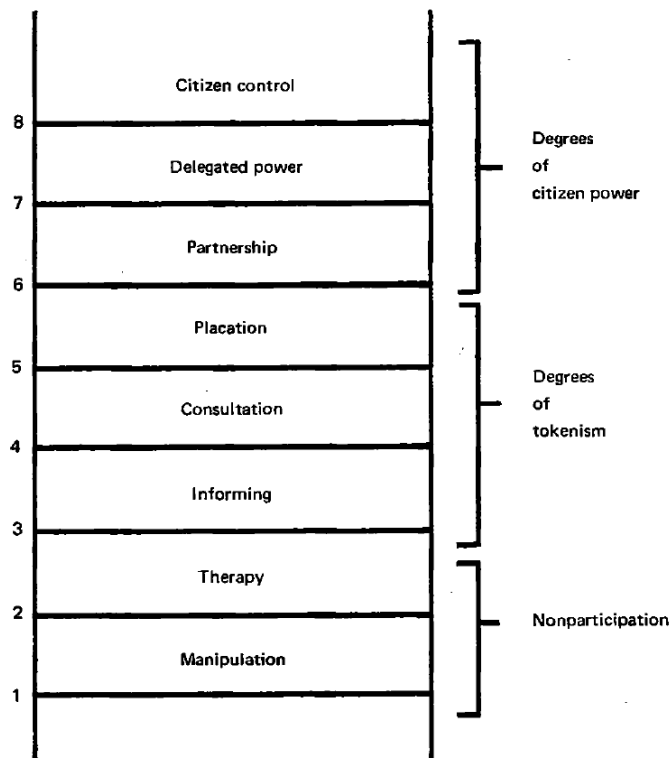 Citizen control
8
Delegated power
7
Partnership
6
Placation
5
Consultation
4
Informing
3
Therapy
2
Manipulation
1
Degrees
of
citizen power
Degrees
of
tokenism
Nonparticipation